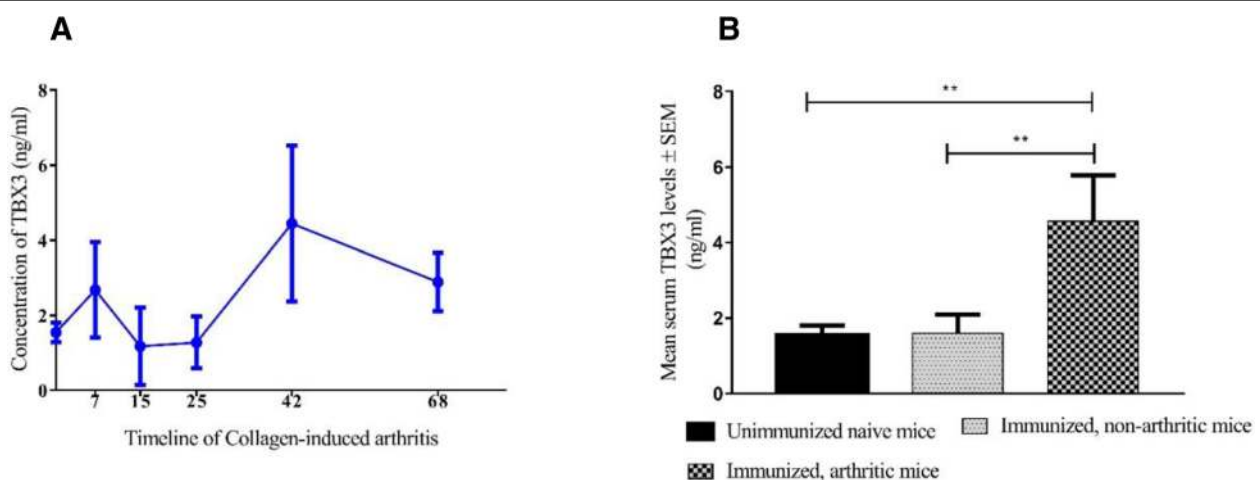 A
Concentration of TBX3 (ng/ml)
8
6
4
2
0
7 15 25 42 68
Timeline of Collagen-induced arthritis
B
Mean serum TBX3 levels ± SEM
(ng/ml)
8
6
4
2
0
**
**
Unimmunized naive mice
Immunized, non-arthritic mice
Immunized, arthritic mice